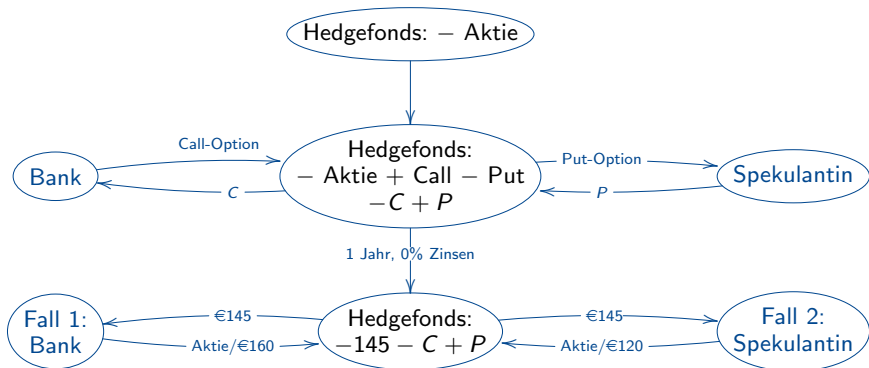 Hedgefonds: − Aktie
Call-Option
Bank
C
Hedgefonds:
− Aktie + Call − Put
−C + P
Put-Option
P
Spekulantin
1 Jahr, 0% Zinsen
Fall 1:
Bank
€145
Aktie/€160
Hedgefonds:
−145 − C + P
€145
Aktie/€120
Fall 2:
Spekulantin